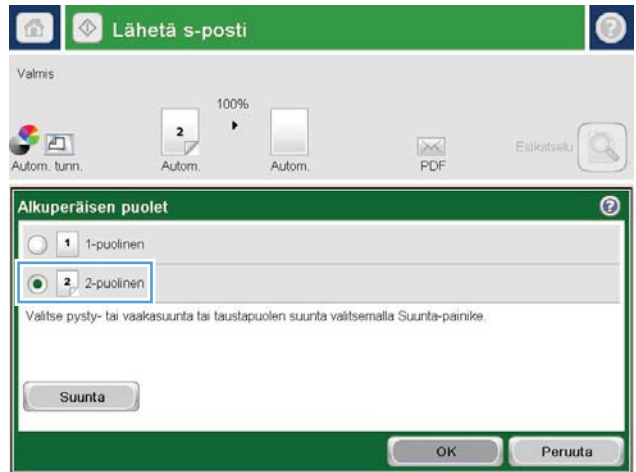 Lähetä s-posti
Valmis
100%
2
Autom. tunn.
Autom.
Autom.
PDF
Esikatselu
Alkuperäisen puolet
1 1-puolinen
2 2-puolinen
Valitse pysty- tai vaakasuunta tai taustapuolen suunta valitsemalla Suunta-painike.
Suunta
OK
Peruuta